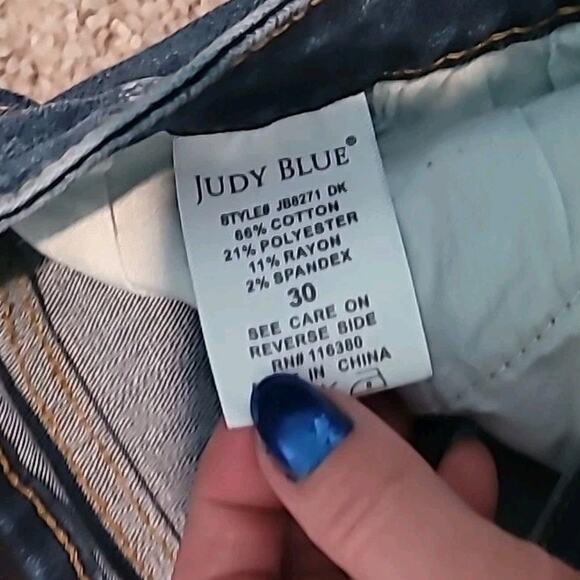 JUDY BLUE®
STYLE# JB8271 DK
66% COTTON
21% POLYESTER
11% RAYON
2% SPANDEX
30
SEE CARE ON
REVERSE SIDE
RN# 116380
IN CHINA